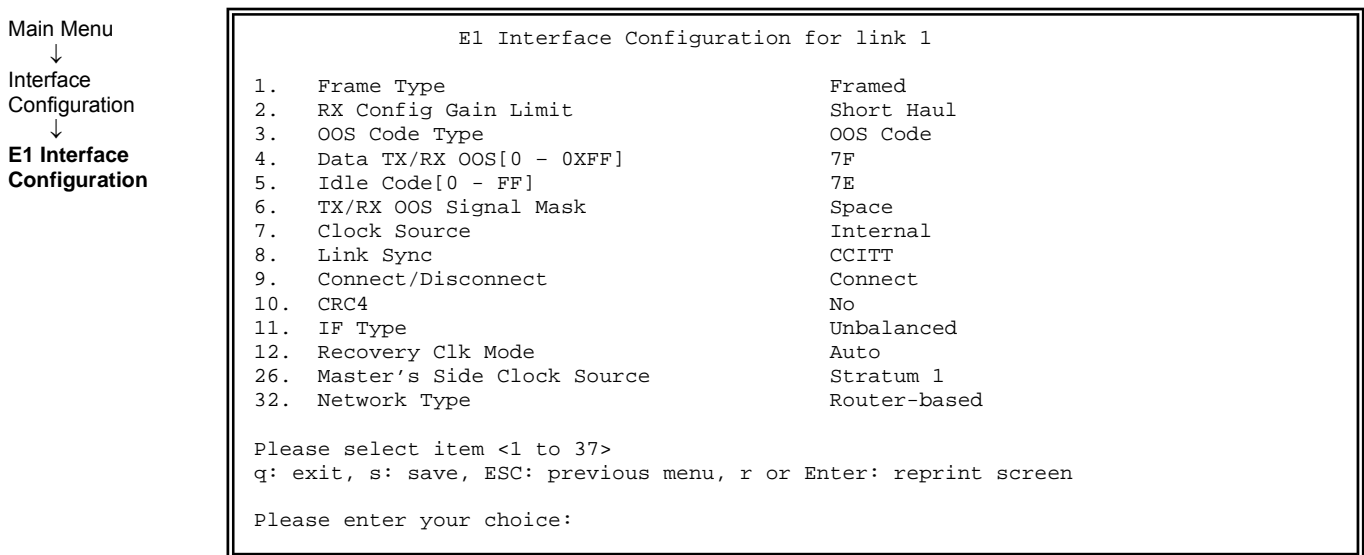 Main Menu
↓
Interface
Configuration
↓
E1 Interface
Configuration
E1 Interface Configuration for link 1
1. Frame Type Framed
2. RX Config Gain Limit Short Haul
3. OOS Code Type OOS Code
4. Data TX/RX OOS[0 – 0XFF] 7F
5. Idle Code[0 - FF] 7E
6. TX/RX OOS Signal Mask Space
7. Clock Source Internal
8. Link Sync CCITT
9. Connect/Disconnect Connect
10. CRC4 No
11. IF Type Unbalanced
12. Recovery Clk Mode Auto
26. Master’s Side Clock Source Stratum 1
32. Network Type Router-based
Please select item <1 to 37>
q: exit, s: save, ESC: previous menu, r or Enter: reprint screen
Please enter your choice: